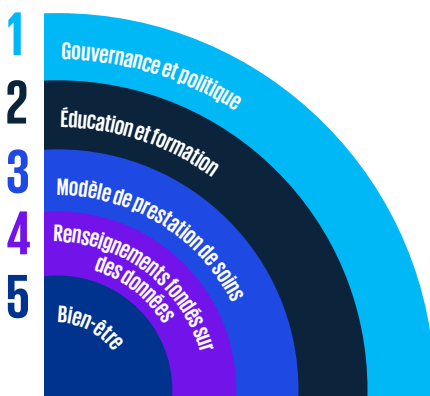 1
Gouvernance et politique
2
Éducation et formation
3
Modèle de prestation de soins
4
Renseignements fondés sur
des données
5
Bien-être